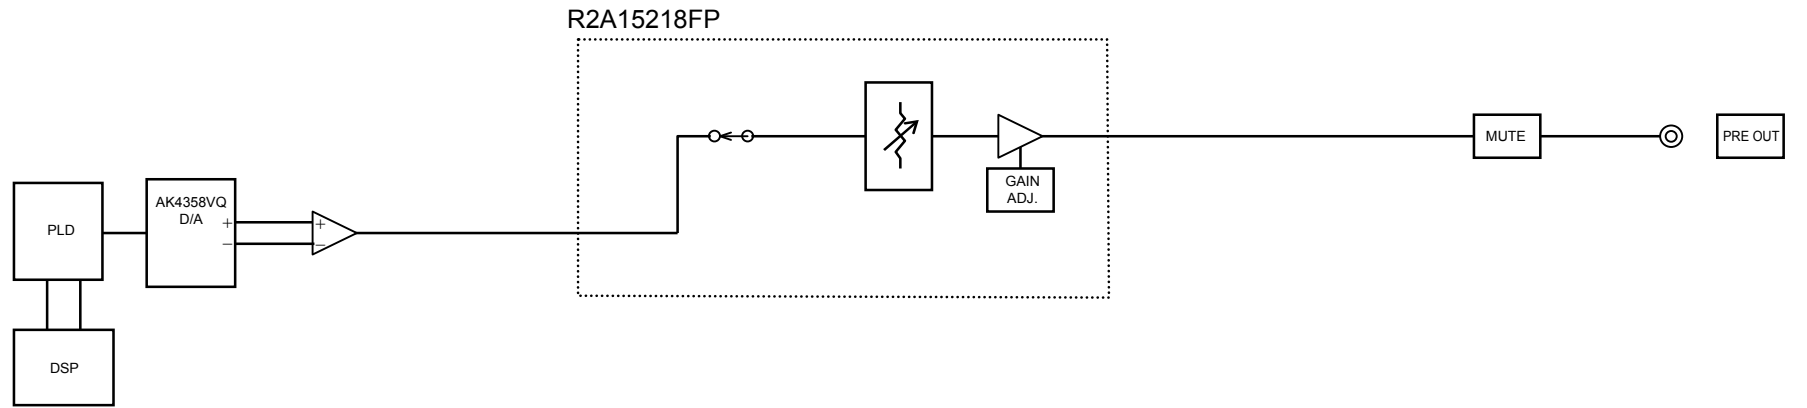 R2A15218FP
PLD
AK4358VQ
D/A
+
−
+
−
GAIN
ADJ.
MUTE
PRE OUT
DSP